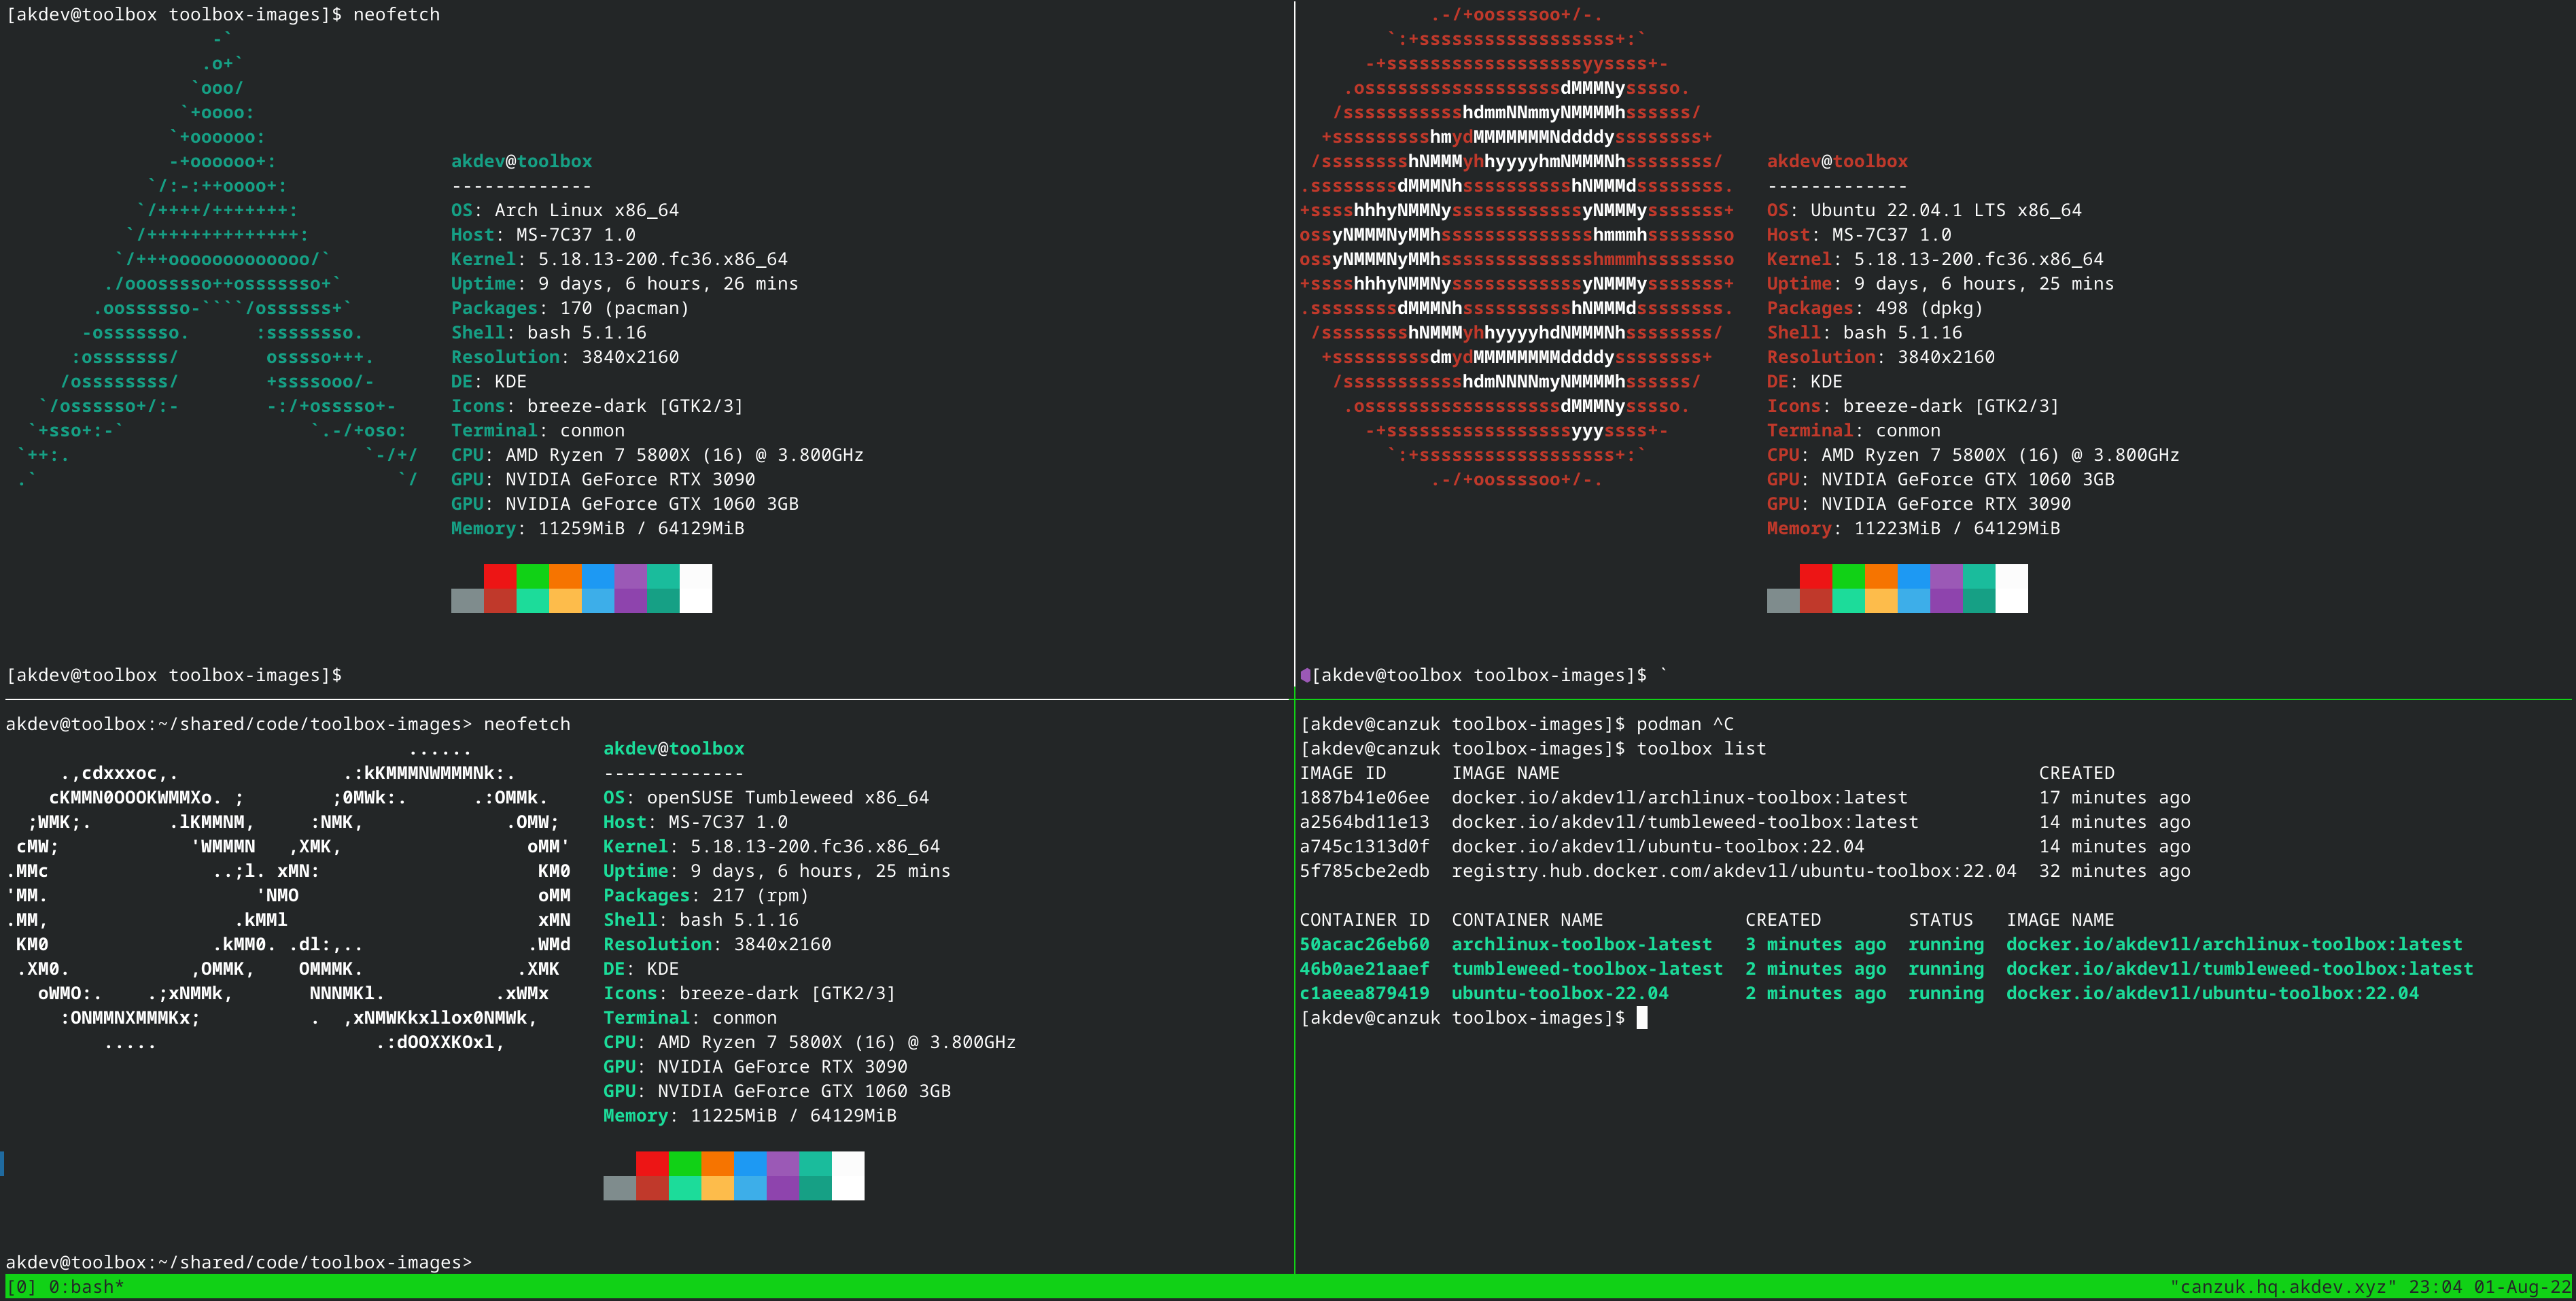 [akdev@toolbox toolbox-images]$ neofetch
akdev@toolbox
-------------
OS: Arch Linux x86_64
Host: MS-7C37 1.0
Kernel: 5.18.13-200.fc36.x86_64
Uptime: 9 days, 6 hours, 26 mins
Packages: 170 (pacman)
Shell: bash 5.1.16
Resolution: 3840x2160
DE: KDE
Icons: breeze-dark [GTK2/3]
Terminal: conmon
CPU: AMD Ryzen 7 5800X (16) @ 3.800GHz
GPU: NVIDIA GeForce RTX 3090
GPU: NVIDIA GeForce GTX 1060 3GB
Memory: 11259MiB / 64129MiB
[akdev@toolbox toolbox-images]$
akdev@toolbox
-------------
OS: Ubuntu 22.04.1 LTS x86_64
Host: MS-7C37 1.0
Kernel: 5.18.13-200.fc36.x86_64
Uptime: 9 days, 6 hours, 25 mins
Packages: 498 (dpkg)
Shell: bash 5.1.16
Resolution: 3840x2160
DE: KDE
Icons: breeze-dark [GTK2/3]
Terminal: conmon
CPU: AMD Ryzen 7 5800X (16) @ 3.800GHz
GPU: NVIDIA GeForce GTX 1060 3GB
GPU: NVIDIA GeForce RTX 3090
Memory: 11223MiB / 64129MiB
[akdev@toolbox toolbox-images]$ `
akdev@toolbox:~/shared/code/toolbox-images> neofetch
akdev@toolbox
-------------
OS: openSUSE Tumbleweed x86_64
Host: MS-7C37 1.0
Kernel: 5.18.13-200.fc36.x86_64
Uptime: 9 days, 6 hours, 25 mins
Packages: 217 (rpm)
Shell: bash 5.1.16
Resolution: 3840x2160
DE: KDE
Icons: breeze-dark [GTK2/3]
Terminal: conmon
CPU: AMD Ryzen 7 5800X (16) @ 3.800GHz
GPU: NVIDIA GeForce RTX 3090
GPU: NVIDIA GeForce GTX 1060 3GB
Memory: 11225MiB / 64129MiB
akdev@toolbox:~/shared/code/toolbox-images>
[akdev@canzuk toolbox-images]$ podman ^C
[akdev@canzuk toolbox-images]$ toolbox list
IMAGE ID IMAGE NAME CREATED
1887b41e06ee docker.io/akdev1l/archlinux-toolbox:latest 17 minutes ago
a2564bd11e13 docker.io/akdev1l/tumbleweed-toolbox:latest 14 minutes ago
a745c1313d0f docker.io/akdev1l/ubuntu-toolbox:22.04 14 minutes ago
5f785cbe2edb registry.hub.docker.com/akdev1l/ubuntu-toolbox:22.04 32 minutes ago
CONTAINER ID CONTAINER NAME CREATED STATUS IMAGE NAME
50acac26eb60 archlinux-toolbox-latest 3 minutes ago running docker.io/akdev1l/archlinux-toolbox:latest
46b0ae21aaef tumbleweed-toolbox-latest 2 minutes ago running docker.io/akdev1l/tumbleweed-toolbox:latest
c1aeea879419 ubuntu-toolbox-22.04 2 minutes ago running docker.io/akdev1l/ubuntu-toolbox:22.04
[akdev@canzuk toolbox-images]$
[0] 0:bash* "canzuk.hq.akdev.xyz" 23:04 01-Aug-22